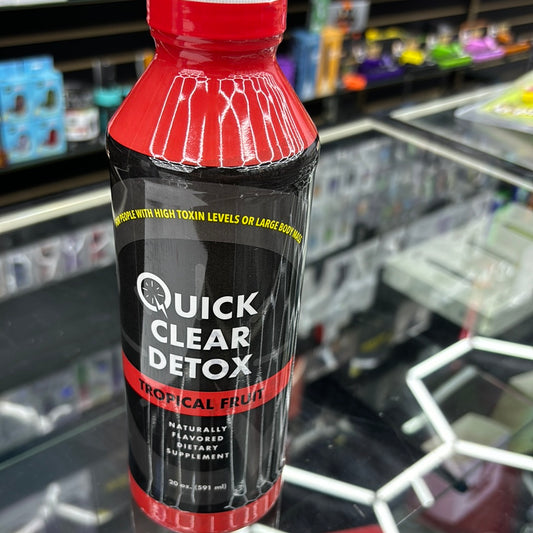 FOR PEOPLE WITH HIGH TOXIN LEVELS OR LARGE BODY MASS
QUICK
CLEAR
DETOX
TROPICAL FRUIT
NATURALLY
FLAVORED
DIETARY
SUPPLEMENT
20 oz. (591 ml)